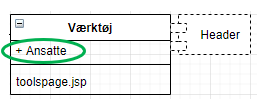 Værktøj
Header
+ Ansatte
toolspage.jsp